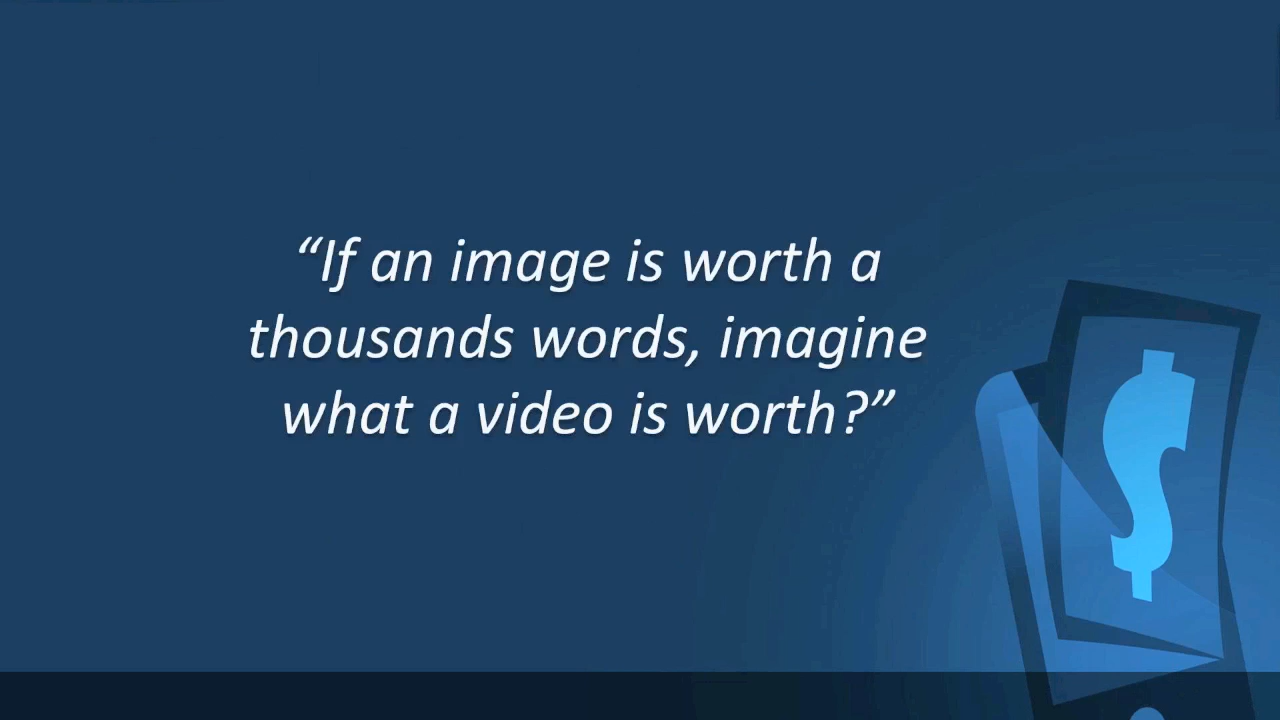 “If an image is worth a
thousands words, imagine
what a video is worth?”